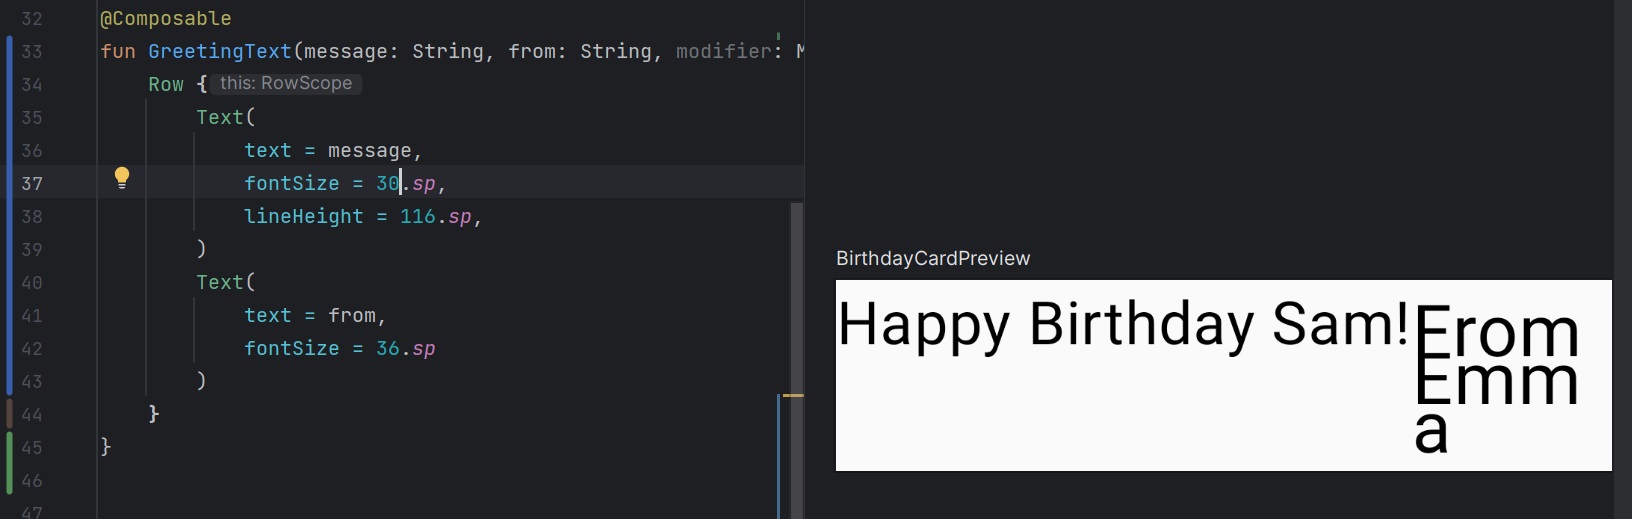 32 @Composable
33 fun GreetingText(message: String, from: String, modifier: M
34 Row { this: RowScope
35 Text(
36 text = message,
37 fontSize = 30.sp,
38 lineHeight = 116.sp,
39 )
40 Text(
41 text = from,
42 fontSize = 36.sp
43 )
44 }
45 }
46
47
BirthdayCardPreview
Happy Birthday Sam!
From
Emm
a